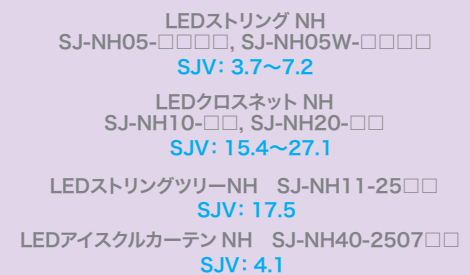 LEDストリング NH
SJ-NH05-□□□□, SJ-NH05W-□□□□
SJV: 3.7～7.2
LEDクロスネット NH
SJ-NH10-□□, SJ-NH20-□□
SJV: 15.4～27.1
LEDストリングツリーNH　SJ-NH11-25□□
SJV: 17.5
LEDアイスクルカーテン NH　SJ-NH40-2507□□
SJV: 4.1